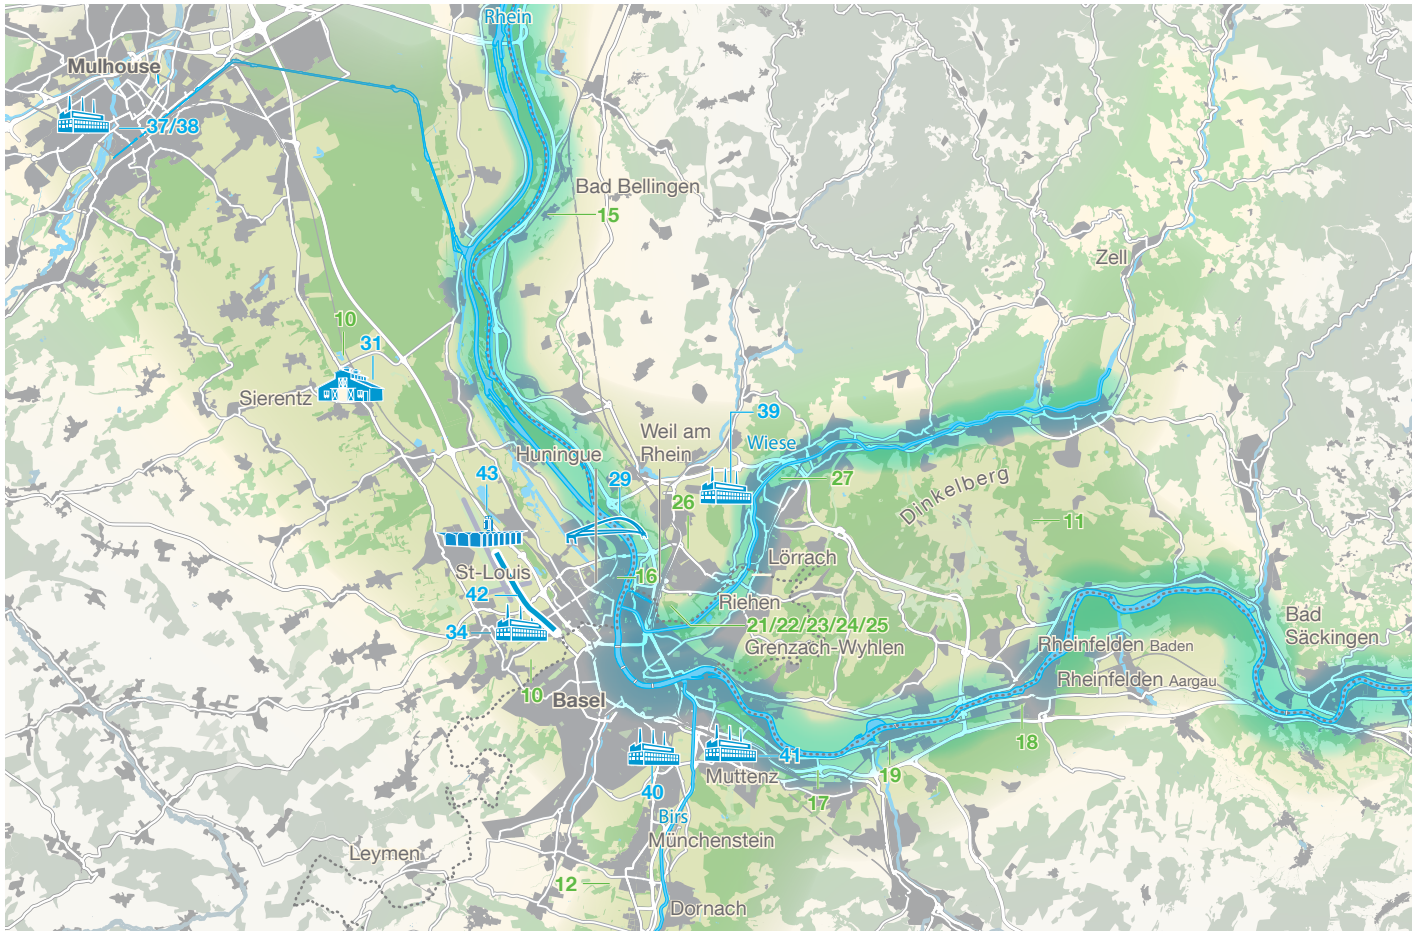 Rhein
Mulhouse
37/38
Bad Bellingen
15
Zell
10
31
Sierentz
39
Weil am
Rhein
Wiese
Huningue
43
29
27
26
Dinkelberg
11
St-Louis
Lörrach
16
42
Riehen
34
21/22/23/24/25
Grenzach-Wyhlen
Bad
Säckingen
Rheinfelden Baden
Rheinfelden Aargau
10
Basel
18
41
Muttenz
19
40
17
Birs
Münchenstein
Leymen
12
Dornach